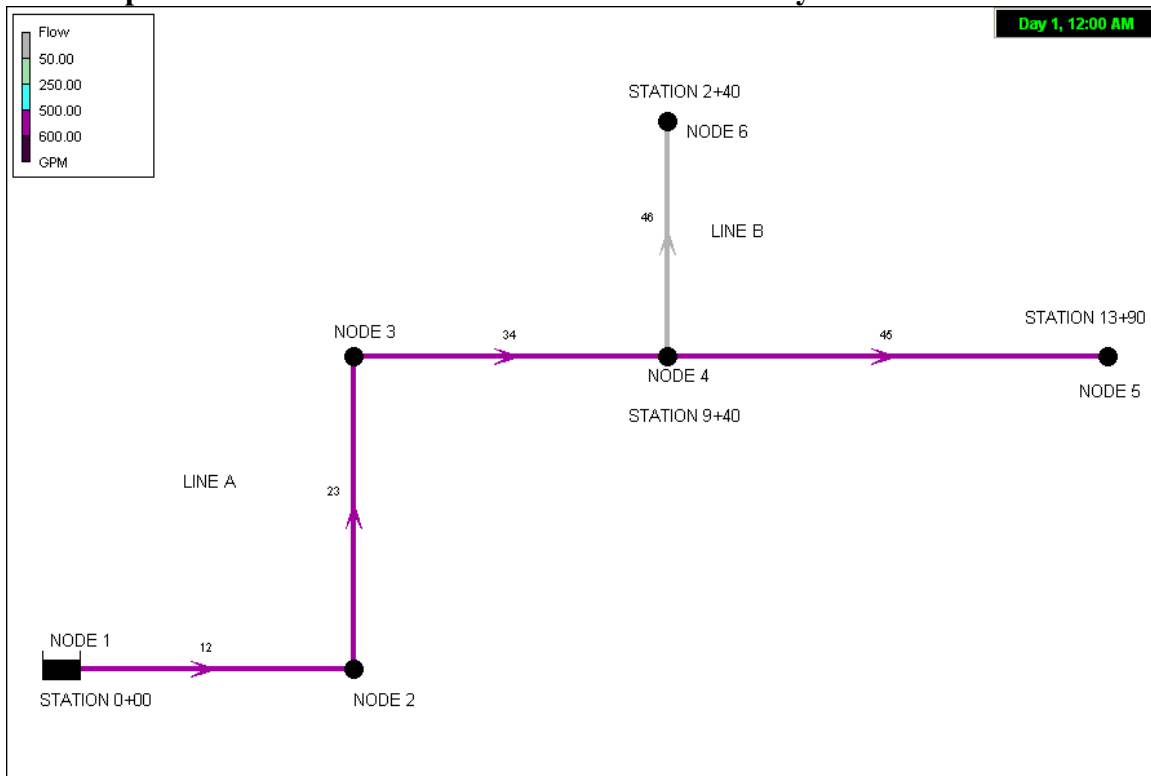 Day 1, 12:00 AM
Flow
50.00
250.00
500.00
600.00
GPM
STATION 2+40
NODE 6
46
LINE B
STATION 13+90
NODE 3
34
45
NODE 4
NODE 5
STATION 9+40
LINE A
23
NODE 1
12
STATION 0+00
NODE 2